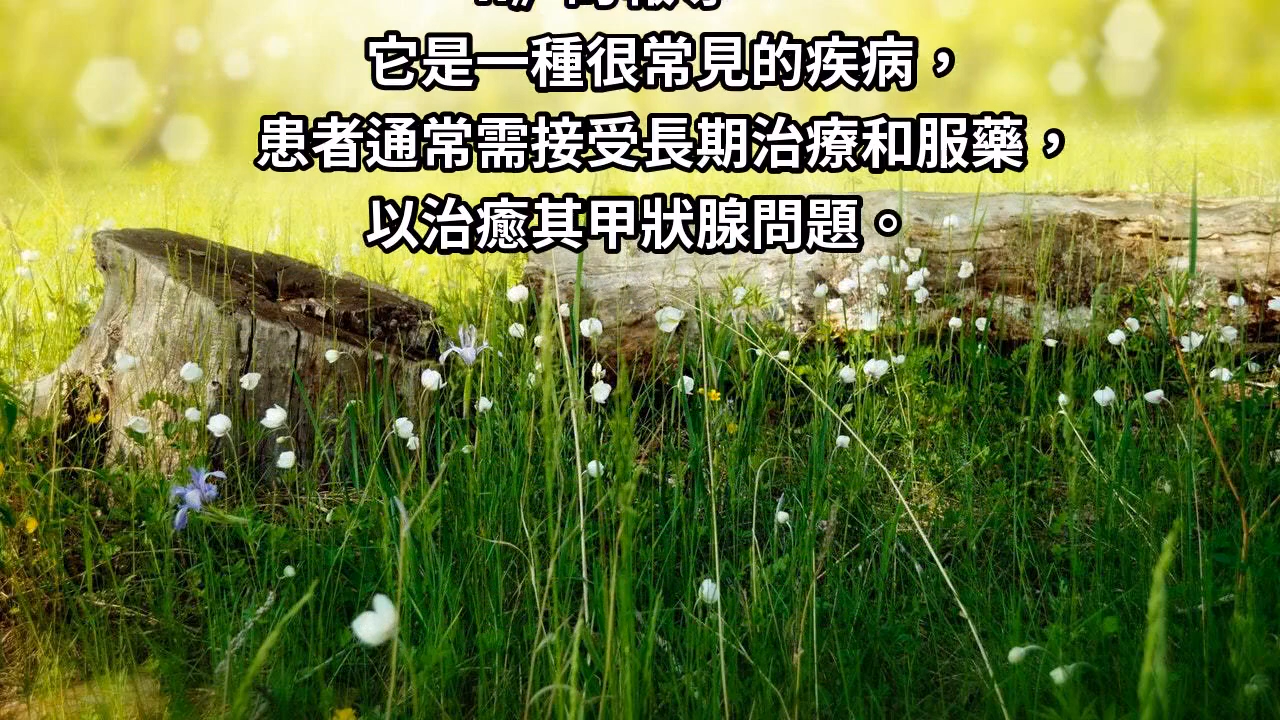 它是一種很常見的疾病，
患者通常需接受長期治療和服藥，
以治癒其甲狀腺問題。